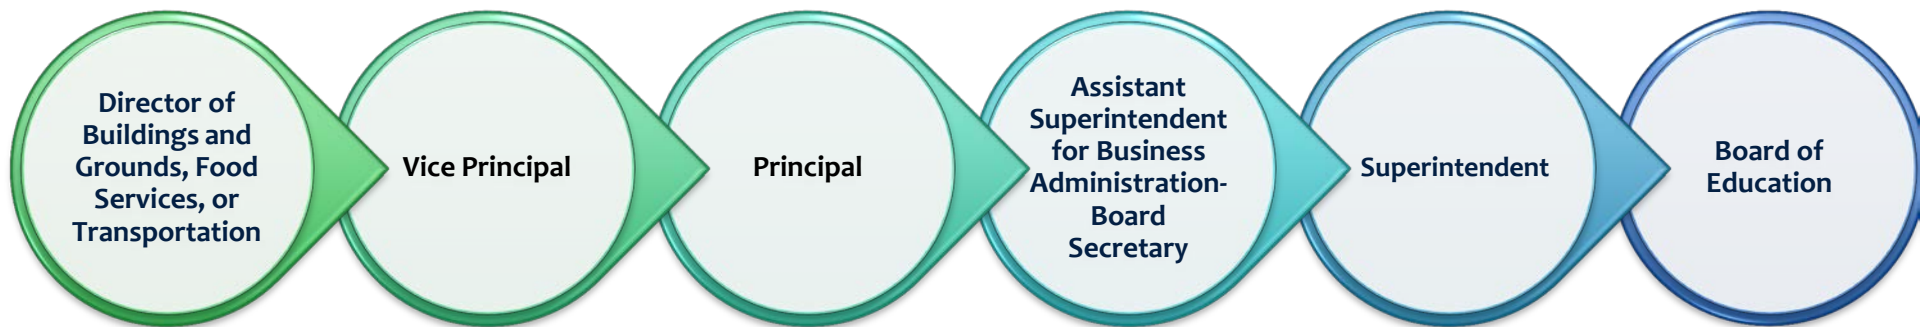 Director of
Buildings and
Grounds, Food
Services, or
Transportation
Vice Principal
Principal
Assistant
Superintendent
for Business
Administration-
Board
Secretary
Superintendent
Board of
Education